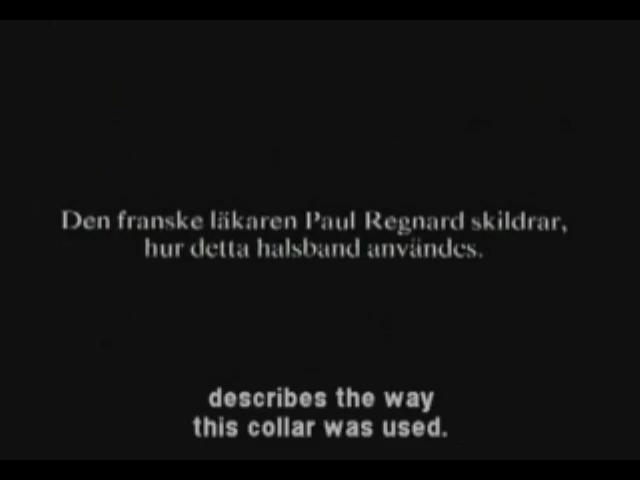 Den franske läkaren Paul Regnard skildrar,
hur detta halsband användes.
describes the way
this collar was used.